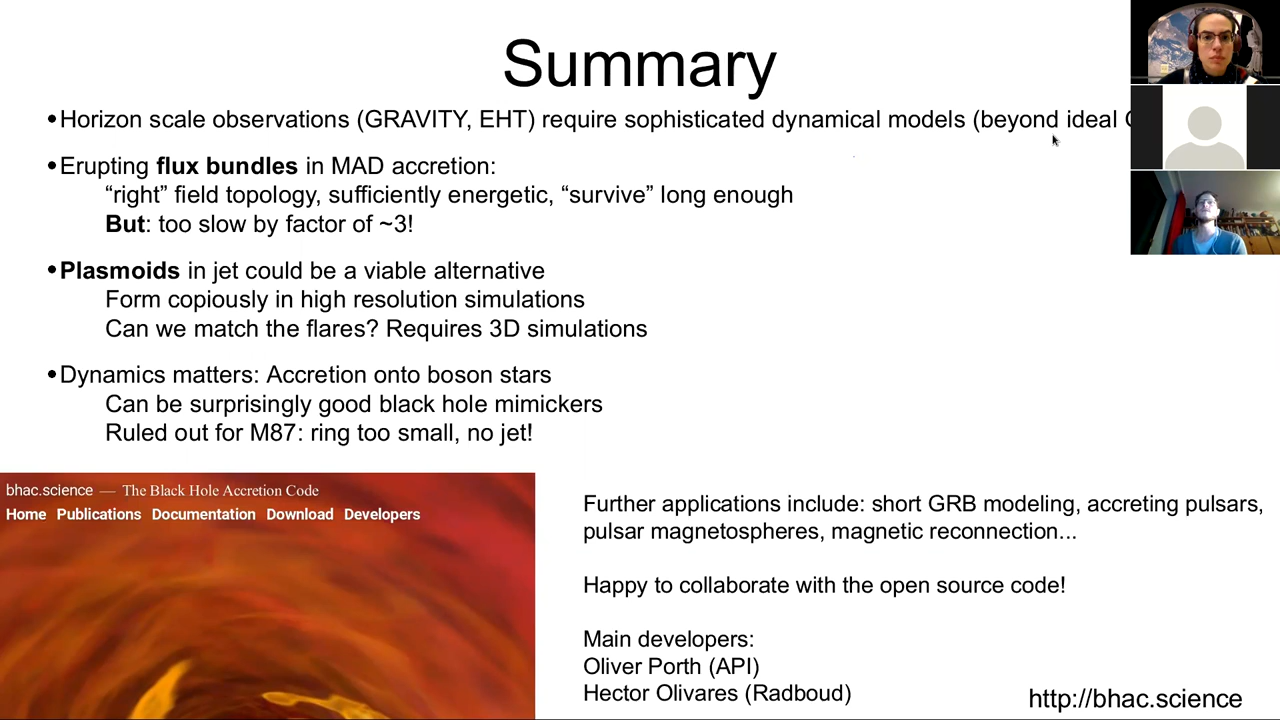 Summary
•Horizon scale observations (GRAVITY, EHT) require sophisticated dynamical models (beyond ideal
•Erupting flux bundles in MAD accretion:
“right” field topology, sufficiently energetic, “survive” long enough
But: too slow by factor of ~3!
•Plasmoids in jet could be a viable alternative
Form copiously in high resolution simulations
Can we match the flares? Requires 3D simulations
•Dynamics matters: Accretion onto boson stars
Can be surprisingly good black hole mimickers
Ruled out for M87: ring too small, no jet!
bhac.science — The Black Hole Accretion Code
Home Publications Documentation Download Developers
Further applications include: short GRB modeling, accreting pulsars,
pulsar magnetospheres, magnetic reconnection...
Happy to collaborate with the open source code!
Main developers:
Oliver Porth (API)
Hector Olivares (Radboud)
http://bhac.science